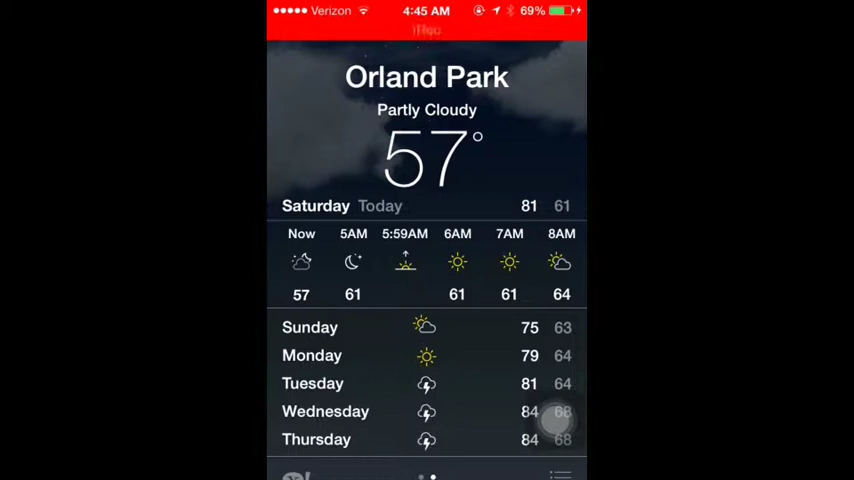 Verizon 4:45 AM 69%
iRec
Orland Park
Partly Cloudy
57°
Saturday Today 81 61
Now 5AM 5:59AM 6AM 7AM 8AM
57 61 61 61 64
Sunday 75 63
Monday 79 64
Tuesday 81 64
Wednesday 84 68
Thursday 84 68